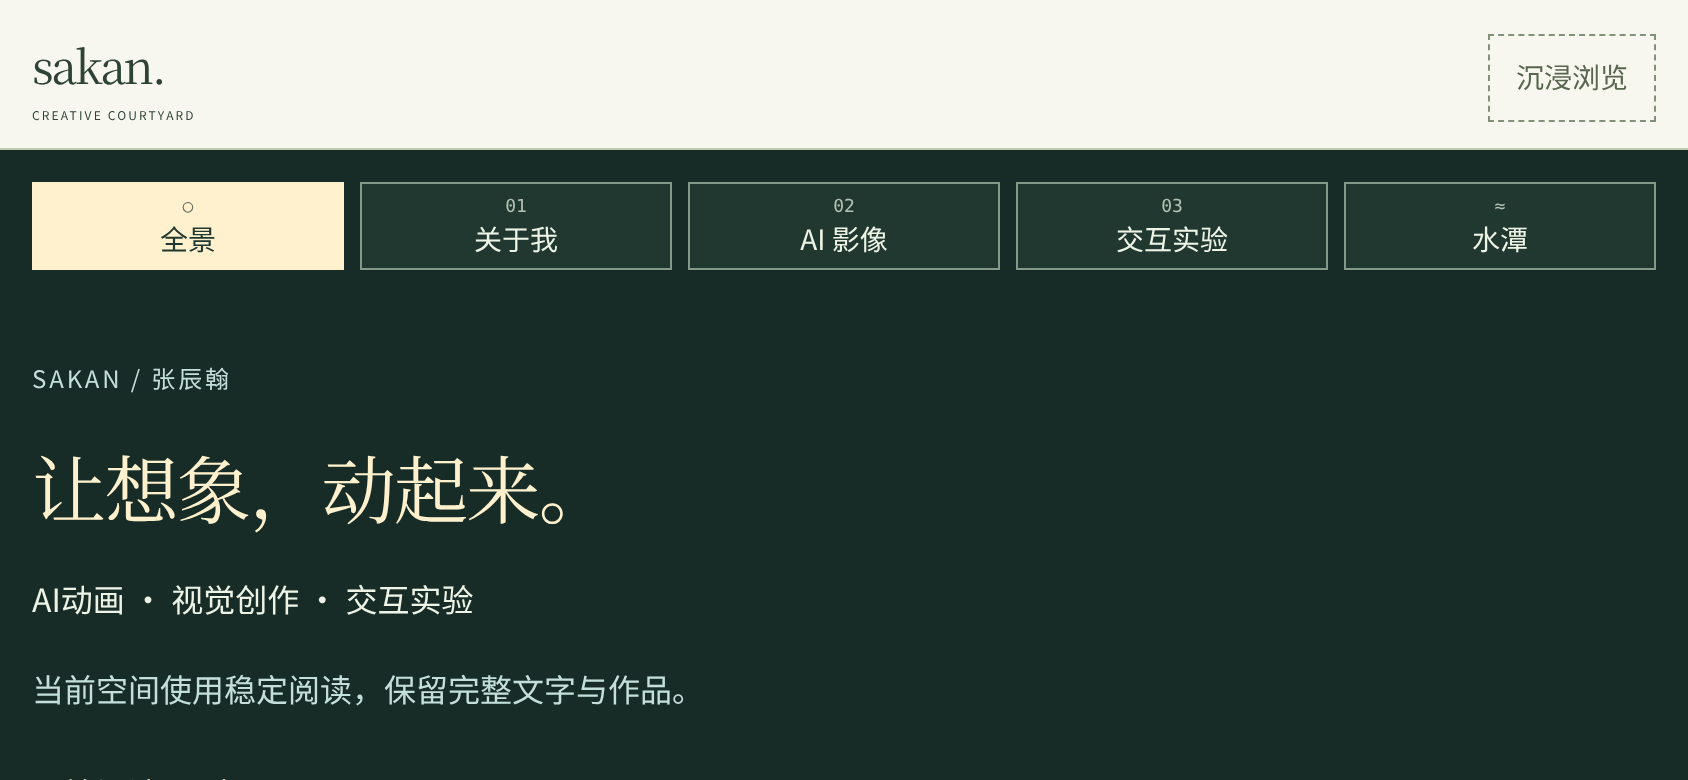 sakan.
CREATIVE COURTYARD
沉浸浏览
○
全景
01
关于我
02
AI 影像
03
交互实验
≈
水潭
SAKAN / 张辰翰
让想象，动起来。
AI动画 · 视觉创作 · 交互实验
当前空间使用稳定阅读，保留完整文字与作品。